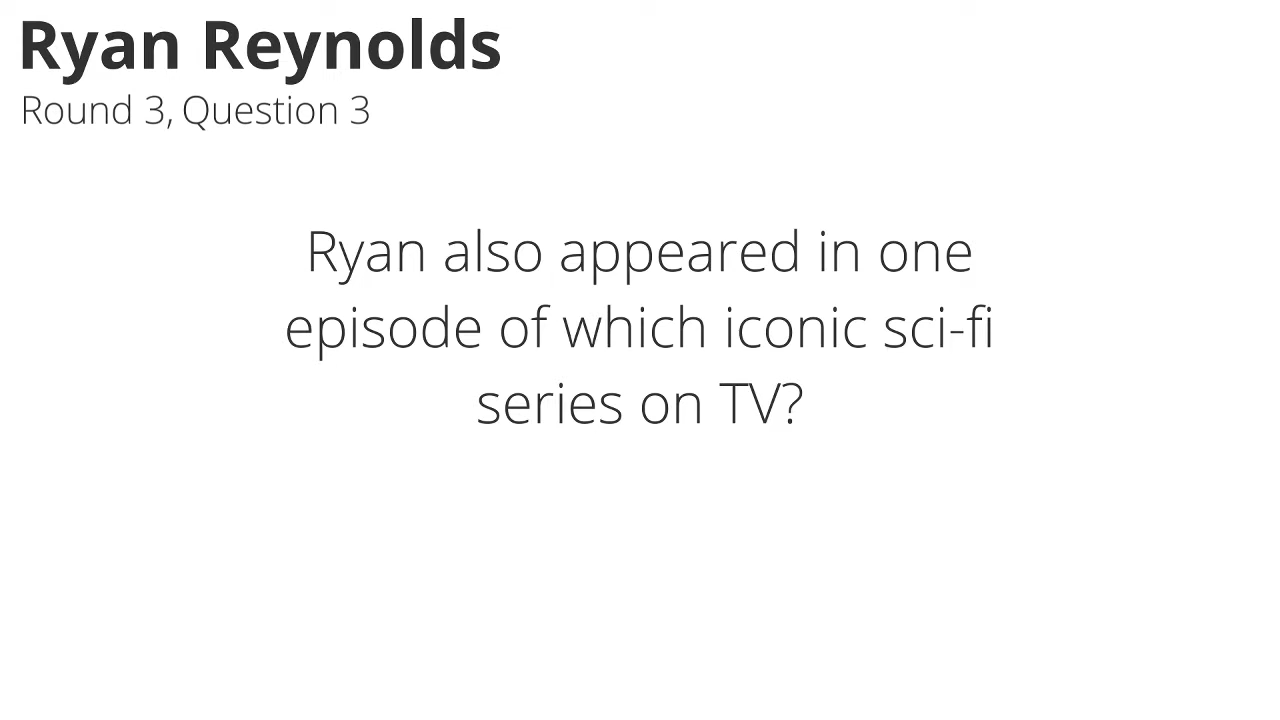 Ryan Reynolds
Round 3, Question 3
Ryan also appeared in one
episode of which iconic sci-fi
series on TV?